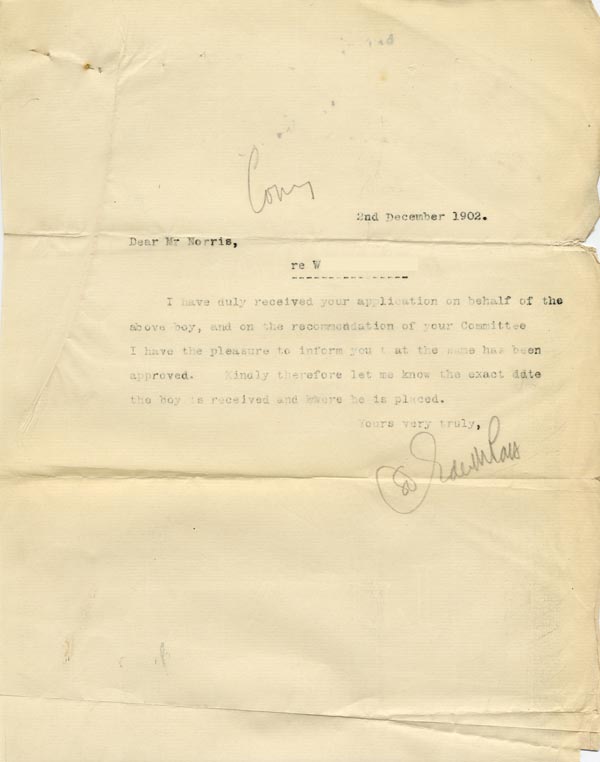 Copy
2nd December 1902.
Dear Mr Norris,
re W
I have duly received your application on behalf of the
above boy, and on the recommendation of your Committee
I have the pleasure to inform you t at the same has been
approved. Kindly therefore let me know the exact date
the boy is received and where he is placed.
Yours very truly,